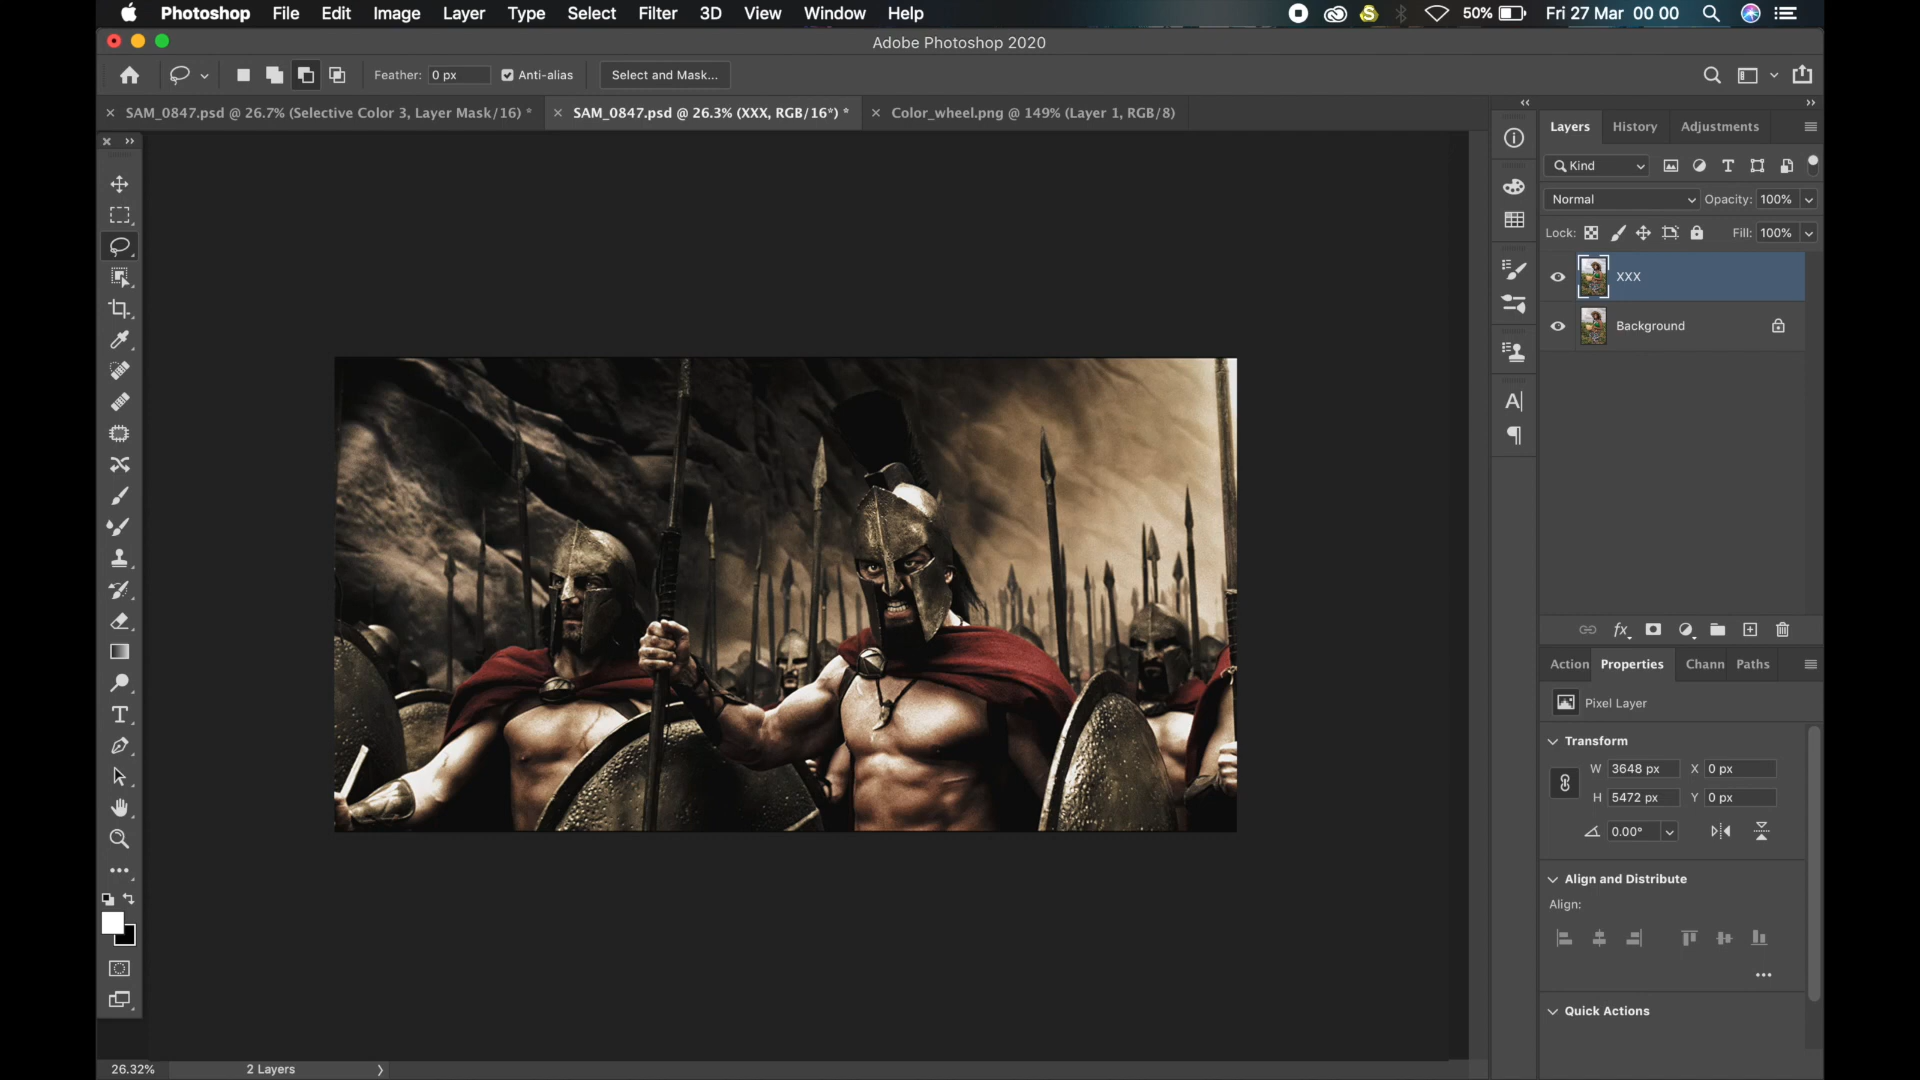 Photoshop File Edit Image Layer Type Select Filter 3D View Window Help 50% Fri 27 Mar 00 00
Adobe Photoshop 2020
Feather: 0 px Anti-alias Select and Mask...
SAM_0847.psd @ 26.7% (Selective Color 3, Layer Mask/16) * SAM_0847.psd @ 26.3% (XXX, RGB/16*) * Color_wheel.png @ 149% (Layer 1, RGB/8)
Layers History Adjustments
Kind
Normal Opacity: 100%
Lock: Fill: 100%
XXX
Background
Action Properties Chann Paths
Pixel Layer
Transform
W 3648 px X 0 px
H 5472 px Y 0 px
0.00°
Align and Distribute
Align:
Quick Actions
26.32% 2 Layers